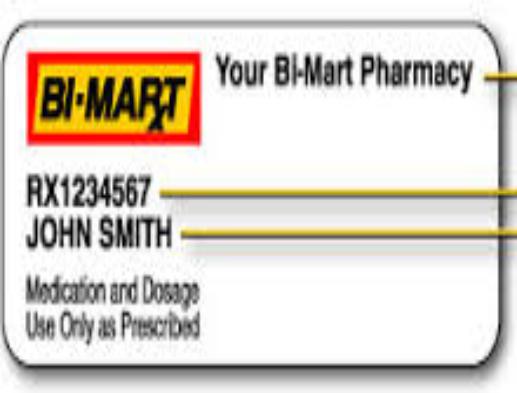 BI-MART
Your Bi-Mart Pharmacy
RX1234567
JOHN SMITH
Medication and Dosage
Use Only as Prescribed